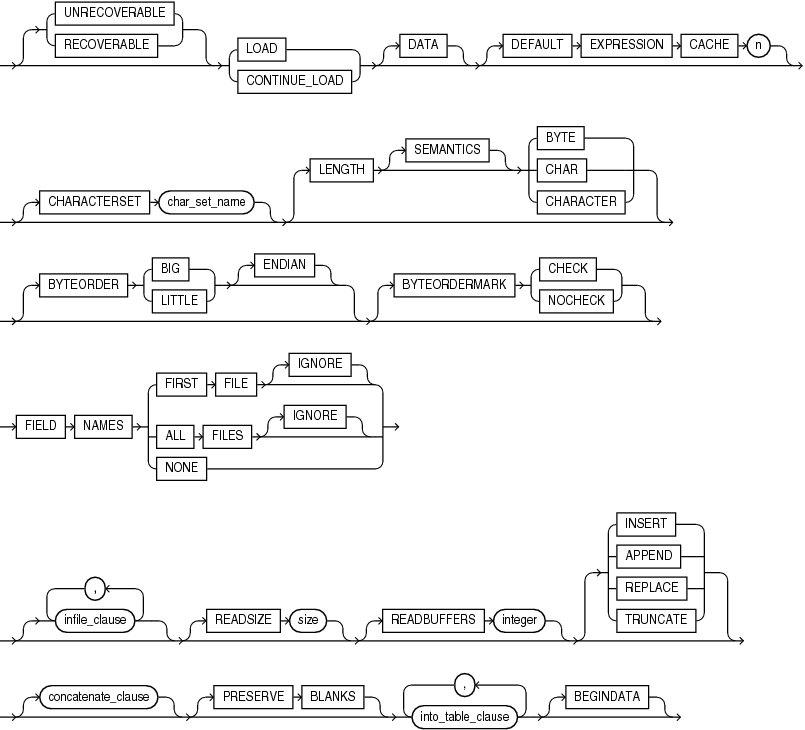 UNRECOVERABLE
RECOVERABLE
LOAD
CONTINUE_LOAD
DATA
DEFAULT EXPRESSION CACHE n
CHARACTERSET char_set_name
LENGTH
SEMANTICS
BYTE
CHAR
CHARACTER
BYTEORDER
BIG
LITTLE
ENDIAN
BYTEORDERMARK
CHECK
NOCHECK
FIELD NAMES
FIRST FILE
IGNORE
ALL FILES
IGNORE
NONE
,
infile_clause
READSIZE size
READBUFFERS integer
INSERT
APPEND
REPLACE
TRUNCATE
concatenate_clause
PRESERVE BLANKS
,
into_table_clause
BEGINDATA